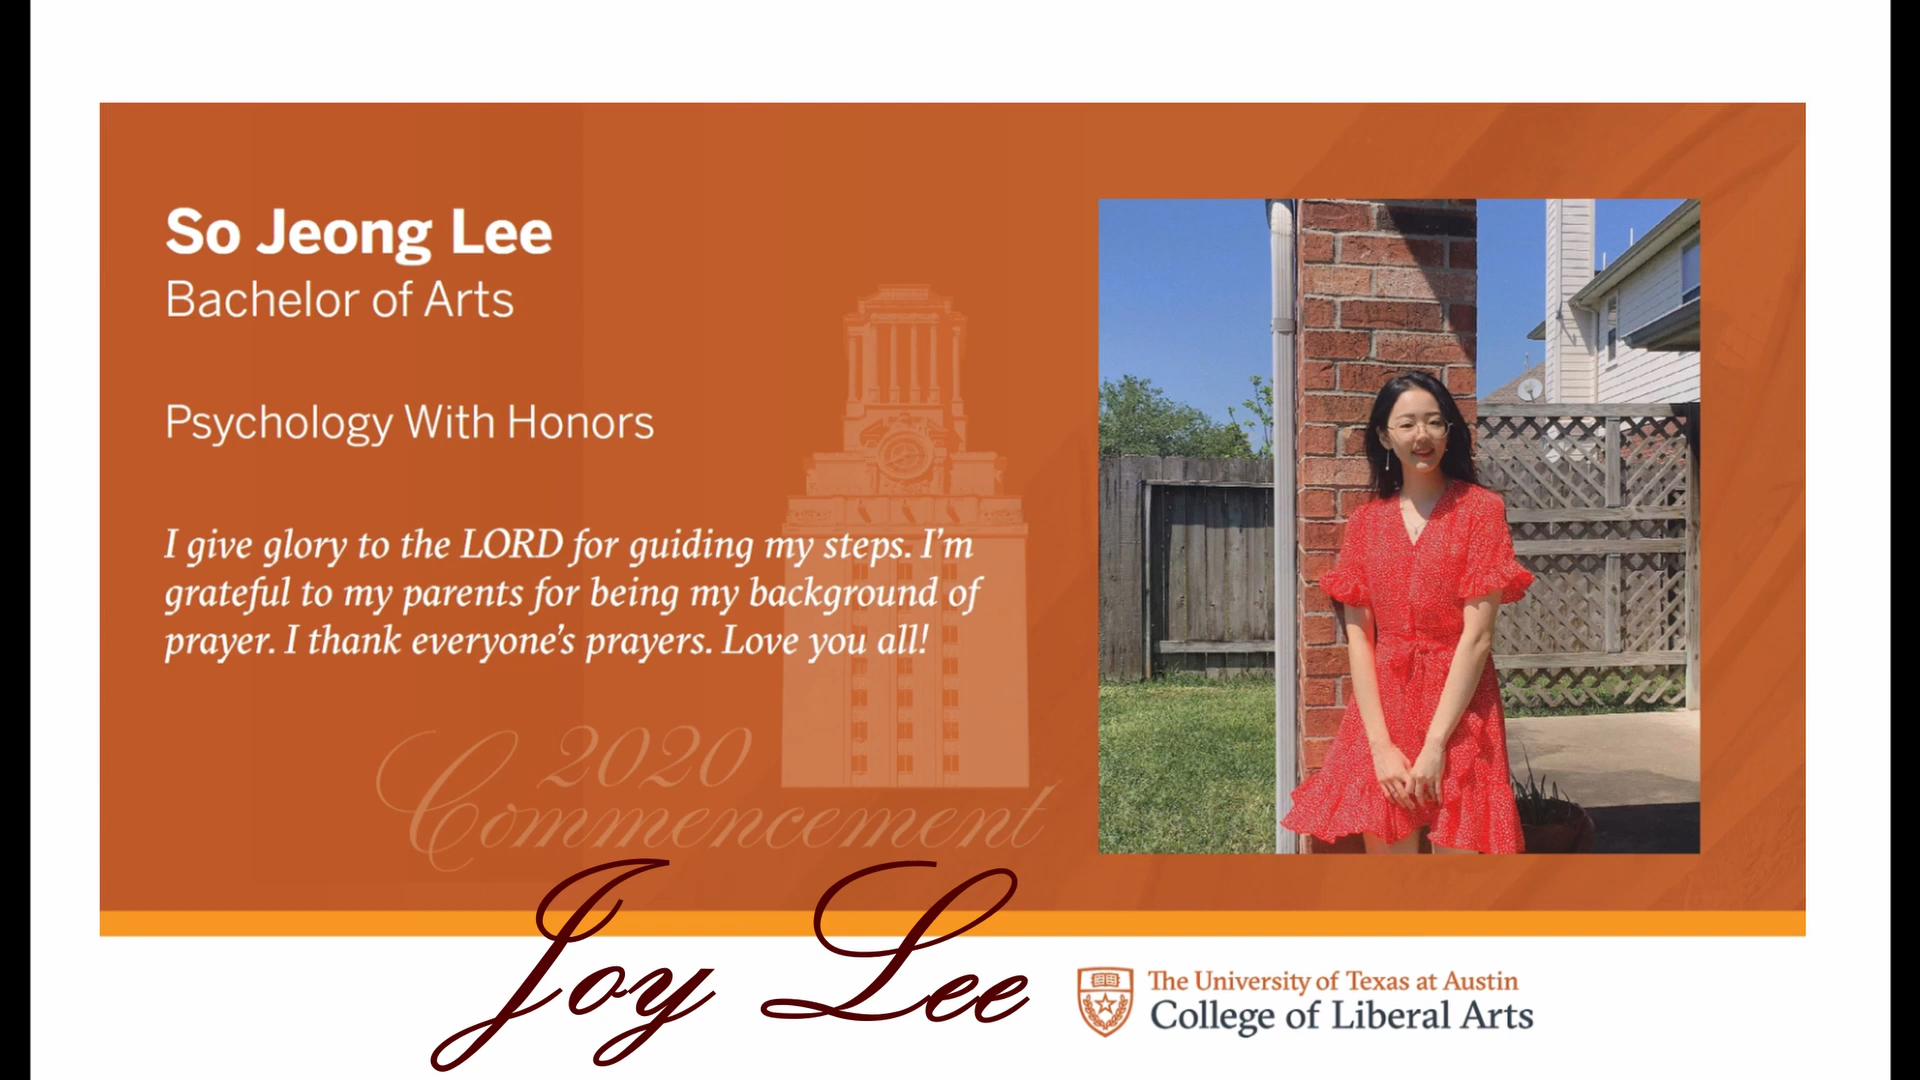 So Jeong Lee
Bachelor of Arts
Psychology With Honors
I give glory to the LORD for guiding my steps. I'm
grateful to my parents for being my background of
prayer. I thank everyone's prayers. Love you all!
2020
Commencement
Joy Lee
The University of Texas at Austin
College of Liberal Arts